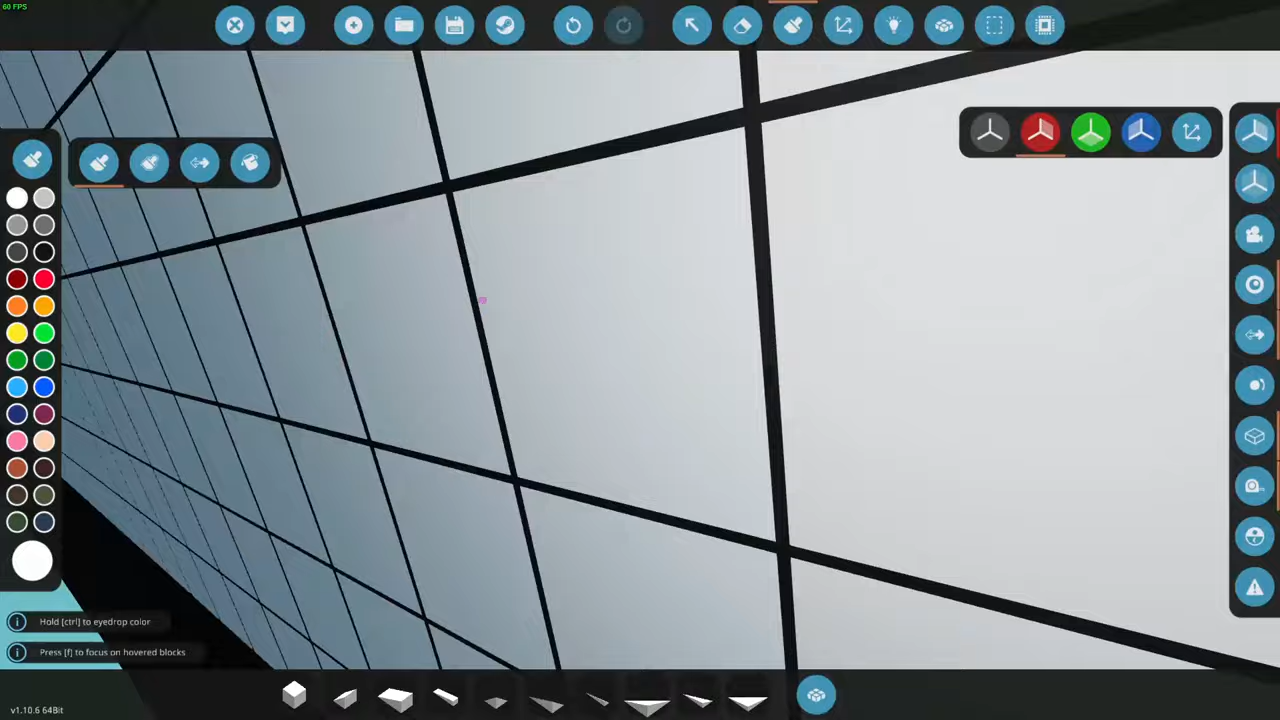 60 FPS
Hold [ctrl] to eyedrop color
Press [f] to focus on hovered blocks
v1.10.6 64Bit